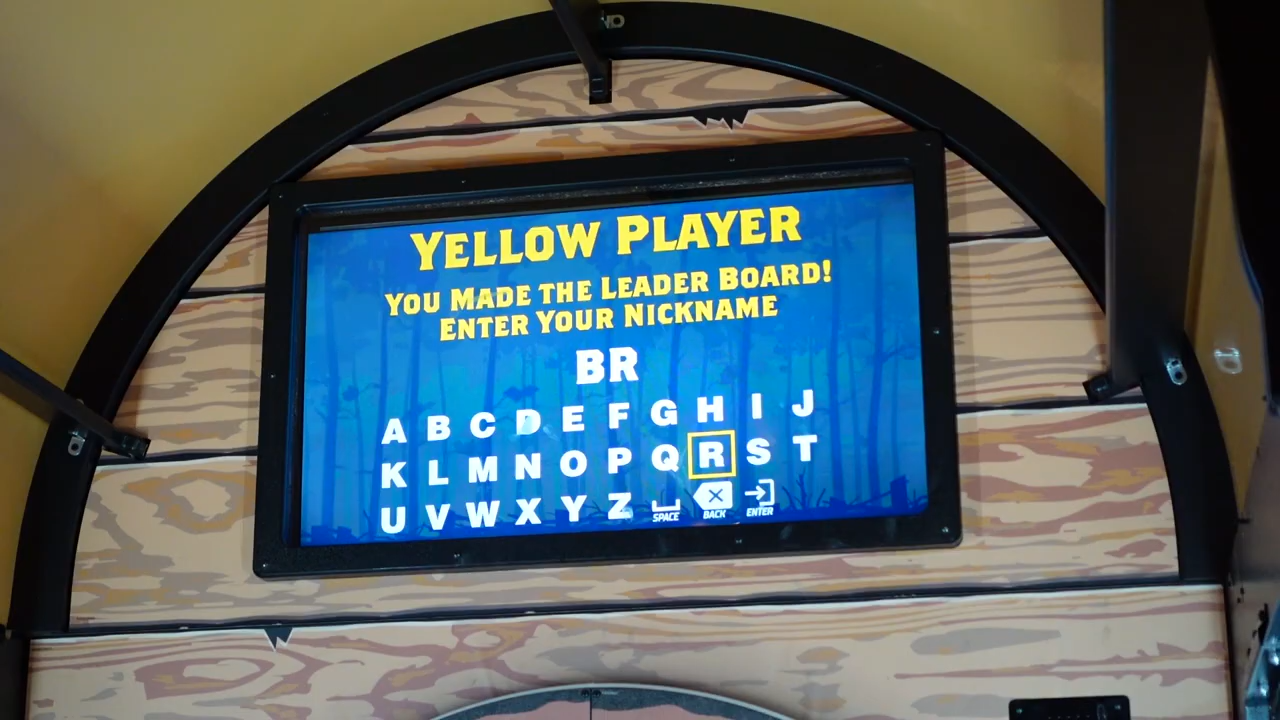 YELLOW PLAYER
YOU MADE THE LEADER BOARD!
ENTER YOUR NICKNAME
BR
A B C D E F G H I J
K L M N O P Q R S T
U V W X Y Z SPACE BACK ENTER